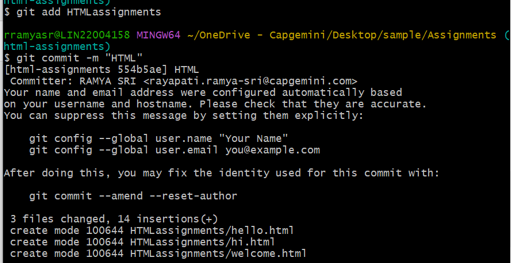 html-assignments)
$ git add HTMLassignments

rramyasr@LIN22004158 MINGW64 ~/OneDrive - Capgemini/Desktop/sample/Assignments (
html-assignments)
$ git commit -m "HTML"
[html-assignments 554b5ae] HTML
 Committer: RAMYA SRI <rayapati.ramya-sri@capgemini.com>
Your name and email address were configured automatically based
on your username and hostname. Please check that they are accurate.
You can suppress this message by setting them explicitly:

    git config --global user.name "Your Name"
    git config --global user.email you@example.com

After doing this, you may fix the identity used for this commit with:

    git commit --amend --reset-author

 3 files changed, 14 insertions(+)
 create mode 100644 HTMLassignments/hello.html
 create mode 100644 HTMLassignments/hi.html
 create mode 100644 HTMLassignments/welcome.html